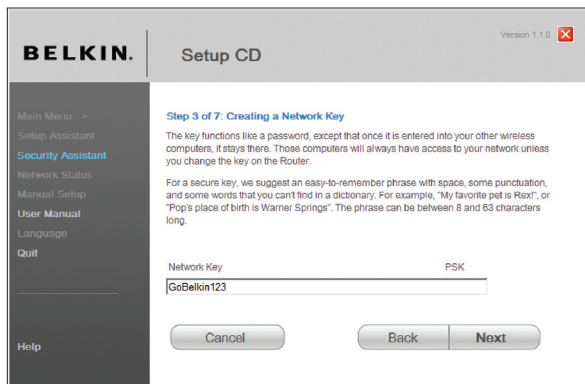 Version 1.1.0
BELKIN.
Setup CD
Main Menu >
Setup Assistant
Security Assistant
Network Status
Manual Setup
User Manual
Language
Quit
Help
Step 3 of 7: Creating a Network Key
The key functions like a password, except that once it is entered into your other wireless
computers, it stays there. Those computers will always have access to your network unless
you change the key on the Router.
For a secure key, we suggest an easy-to-remember phrase with space, some punctuation,
and some words that you can't find in a dictionary. For example, "My favorite pet is Rex!", or
"Pop's place of birth is Warner Springs". The phrase can be between 8 and 63 characters
long.
Network Key PSK
GoBelkin123
Cancel Back Next